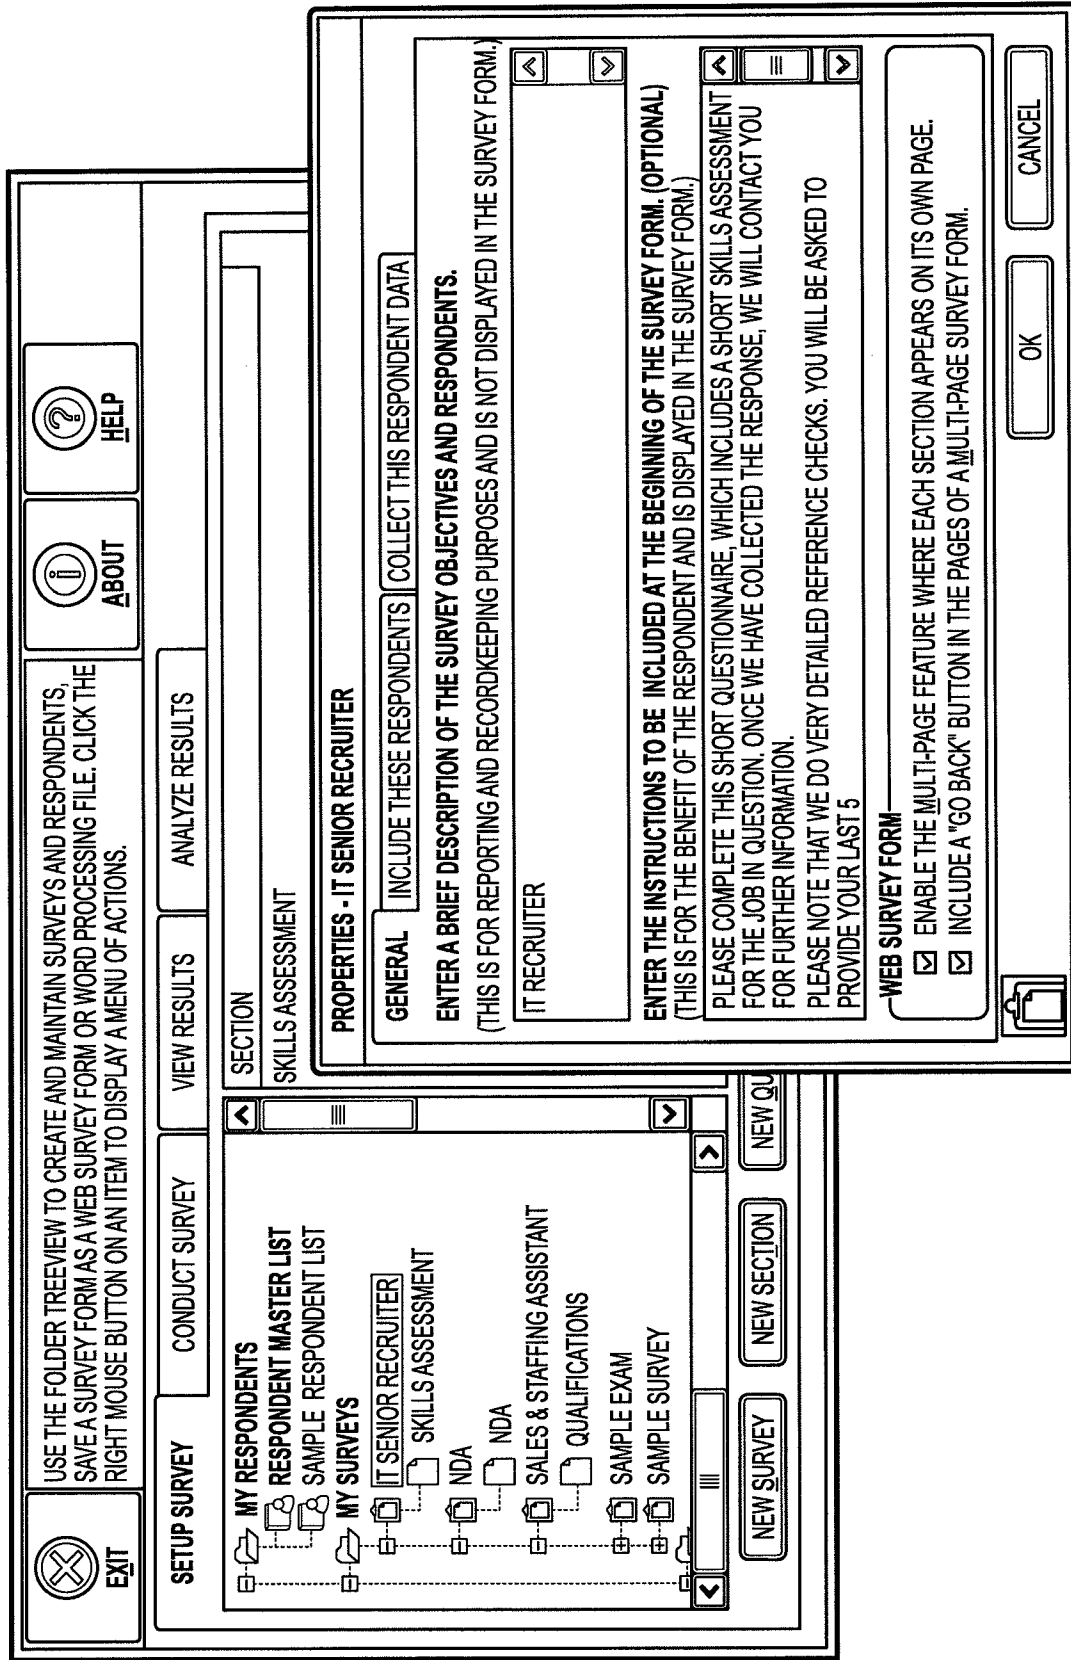 EXIT
USE THE FOLDER TREEVIEW TO CREATE AND MAINTAIN SURVEYS AND RESPONDENTS,
SAVE A SURVEY FORM AS A WEB SURVEY FORM OR WORD PROCESSING FILE. CLICK THE
RIGHT MOUSE BUTTON ON AN ITEM TO DISPLAY A MENU OF ACTIONS.
ABOUT
HELP
SETUP SURVEY
CONDUCT SURVEY
VIEW RESULTS
ANALYZE RESULTS
MY RESPONDENTS
RESPONDENT MASTER LIST
SAMPLE RESPONDENT LIST
MY SURVEYS
IT SENIOR RECRUITER
SKILLS ASSESSMENT
NDA
NDA
SALES & STAFFING ASSISTANT
QUALIFICATIONS
SAMPLE EXAM
SAMPLE SURVEY
SECTION
SKILLS ASSESSMENT
NEW SURVEY
NEW SECTION
NEW QU
PROPERTIES - IT SENIOR RECRUITER
GENERAL
INCLUDE THESE RESPONDENTS
COLLECT THIS RESPONDENT DATA
ENTER A BRIEF DESCRIPTION OF THE SURVEY OBJECTIVES AND RESPONDENTS.
(THIS IS FOR REPORTING AND RECORDKEEPING PURPOSES AND IS NOT DISPLAYED IN THE SURVEY FORM.)
IT RECRUITER
ENTER THE INSTRUCTIONS TO BE INCLUDED AT THE BEGINNING OF THE SURVEY FORM. (OPTIONAL)
(THIS IS FOR THE BENEFIT OF THE RESPONDENT AND IS DISPLAYED IN THE SURVEY FORM.)
PLEASE COMPLETE THIS SHORT QUESTIONNAIRE, WHICH INCLUDES A SHORT SKILLS ASSESSMENT
FOR THE JOB IN QUESTION. ONCE WE HAVE COLLECTED THE RESPONSE, WE WILL CONTACT YOU
FOR FURTHER INFORMATION.
PLEASE NOTE THAT WE DO VERY DETAILED REFERENCE CHECKS. YOU WILL BE ASKED TO
PROVIDE YOUR LAST 5
WEB SURVEY FORM
ENABLE THE MULTI-PAGE FEATURE WHERE EACH SECTION APPEARS ON ITS OWN PAGE.
INCLUDE A "GO BACK" BUTTON IN THE PAGES OF A MULTI-PAGE SURVEY FORM.
OK
CANCEL